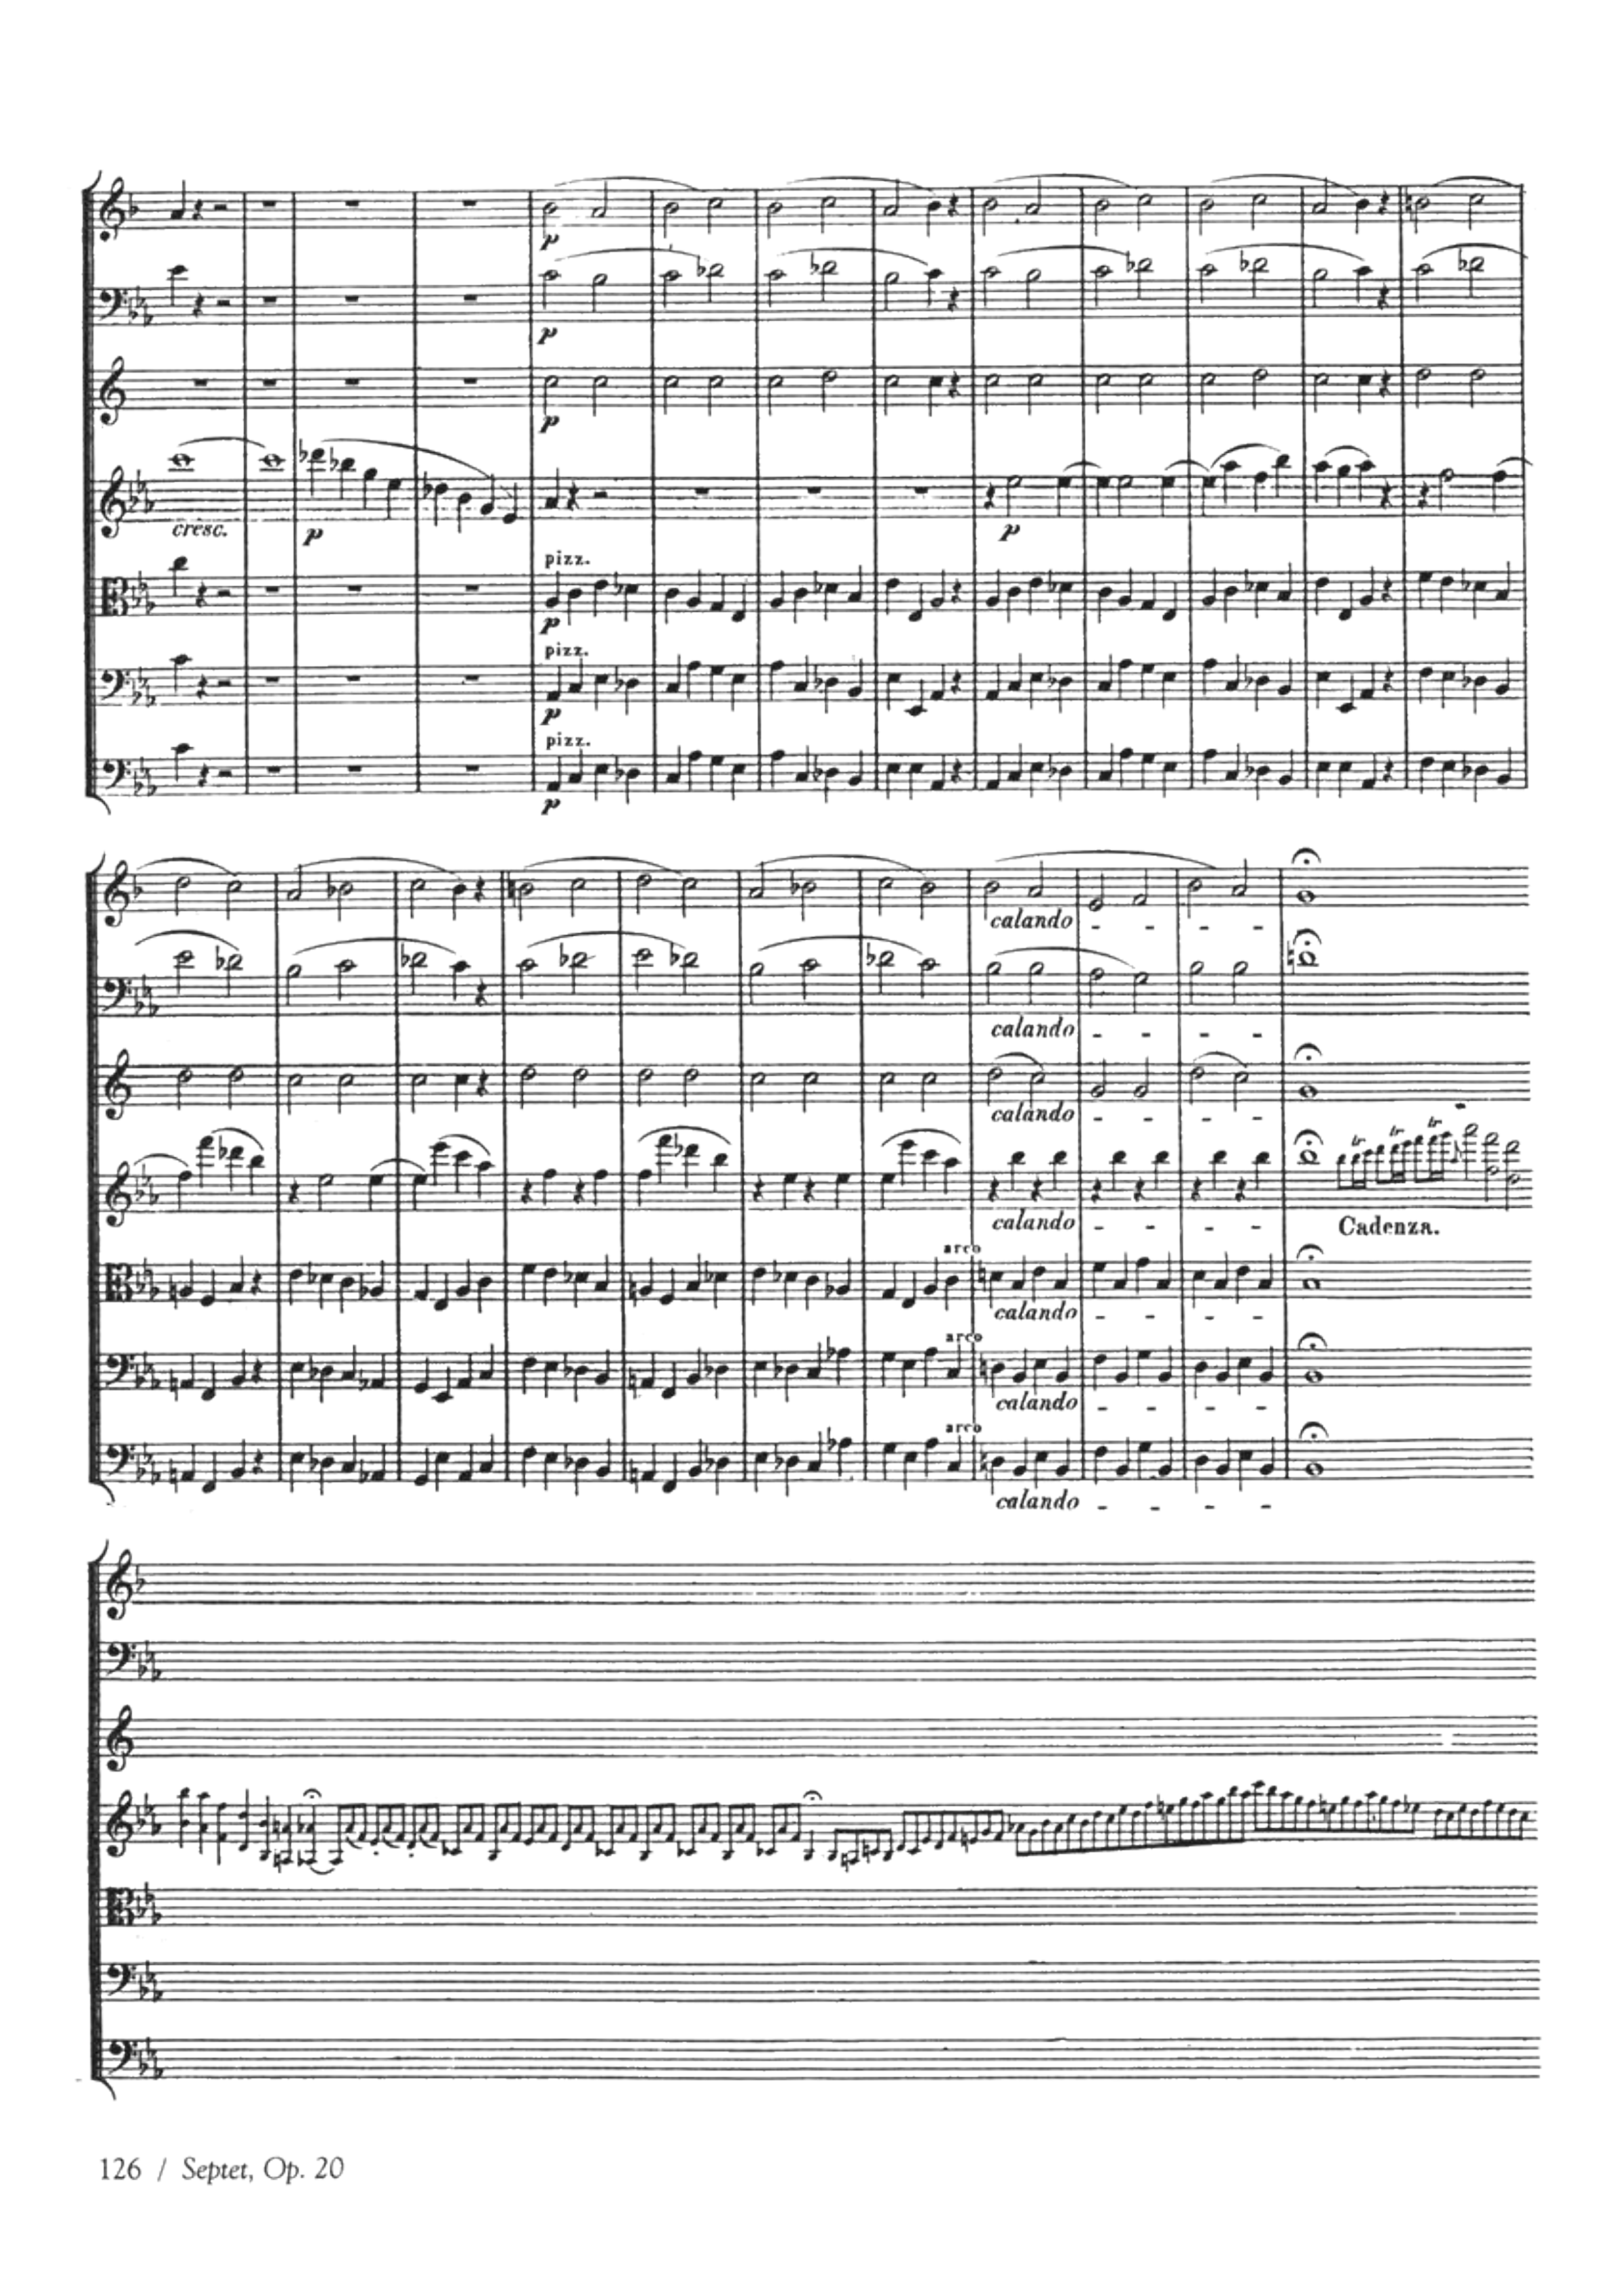 p
p
p
cresc.
p
p
pizz.
p
pizz.
p
pizz.
p
calando
calando
calando
tr tr tr
calando
Cadenza.
arco
calando
arco
calando
arco
calando
126 / Septet, Op. 20